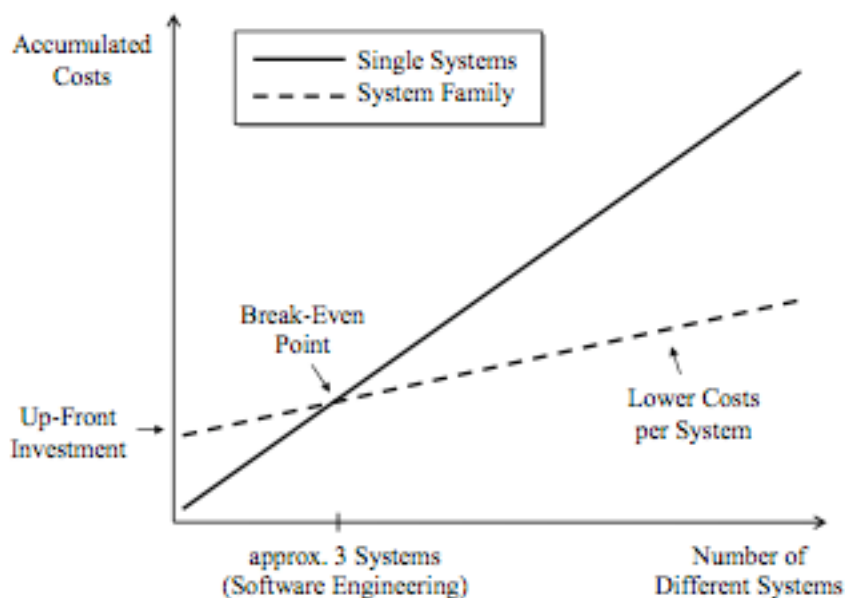 Accumulated
Costs
Single Systems
System Family
Break-Even
Point
Up-Front
Investment
Lower Costs
per System
approx. 3 Systems
(Software Engineering)
Number of
Different Systems